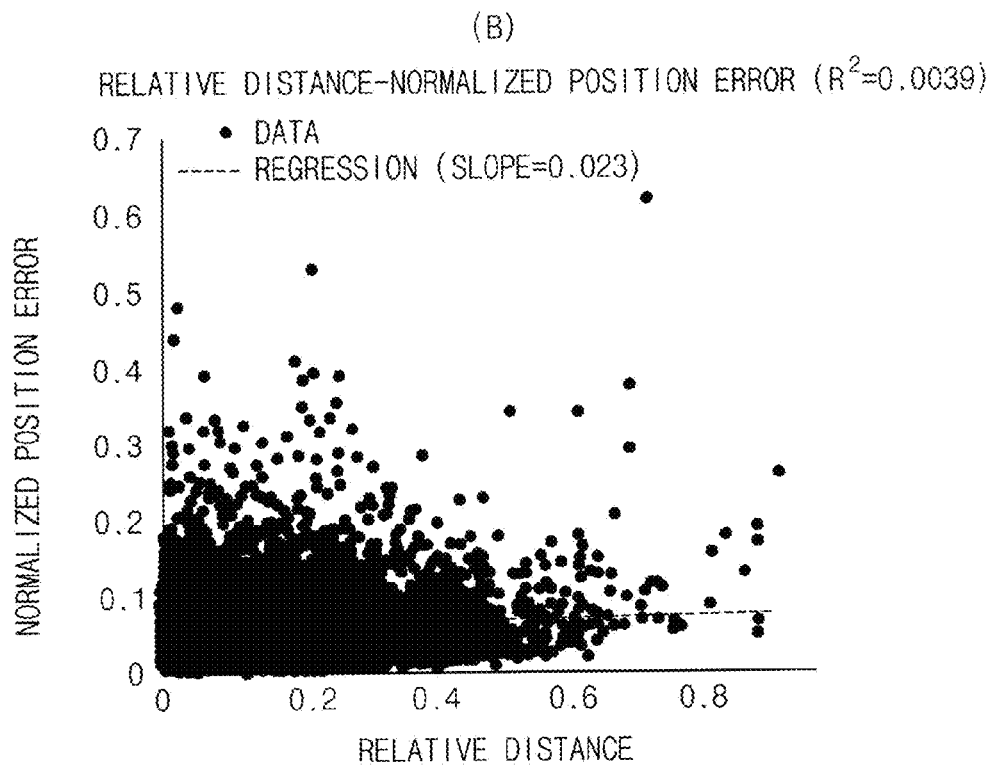 (B)
RELATIVE DISTANCE-NORMALIZED POSITION ERROR (R²=0.0039)
DATA
REGRESSION (SLOPE=0.023)
NORMALIZED POSITION ERROR
0.7
0.6
0.5
0.4
0.3
0.2
0.1
0
0 0.2 0.4 0.6 0.8
RELATIVE DISTANCE